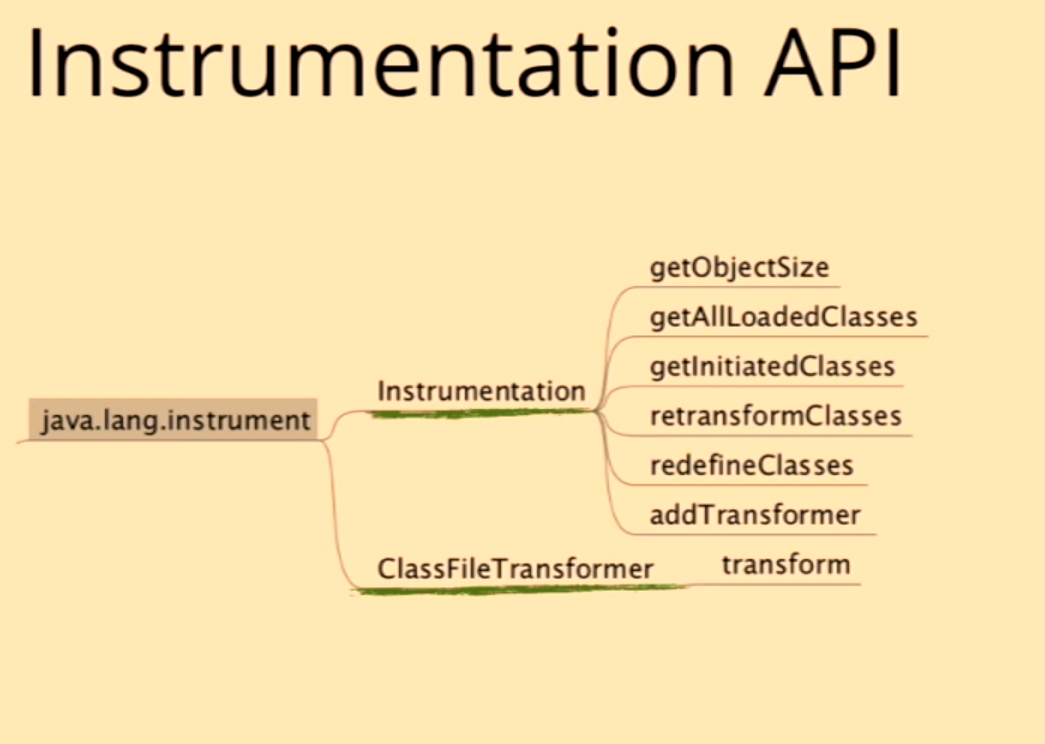 Instrumentation API
java.lang.instrument
Instrumentation
getObjectSize
getAllLoadedClasses
getInitiatedClasses
retransformClasses
redefineClasses
addTransformer
ClassFileTransformer
transform